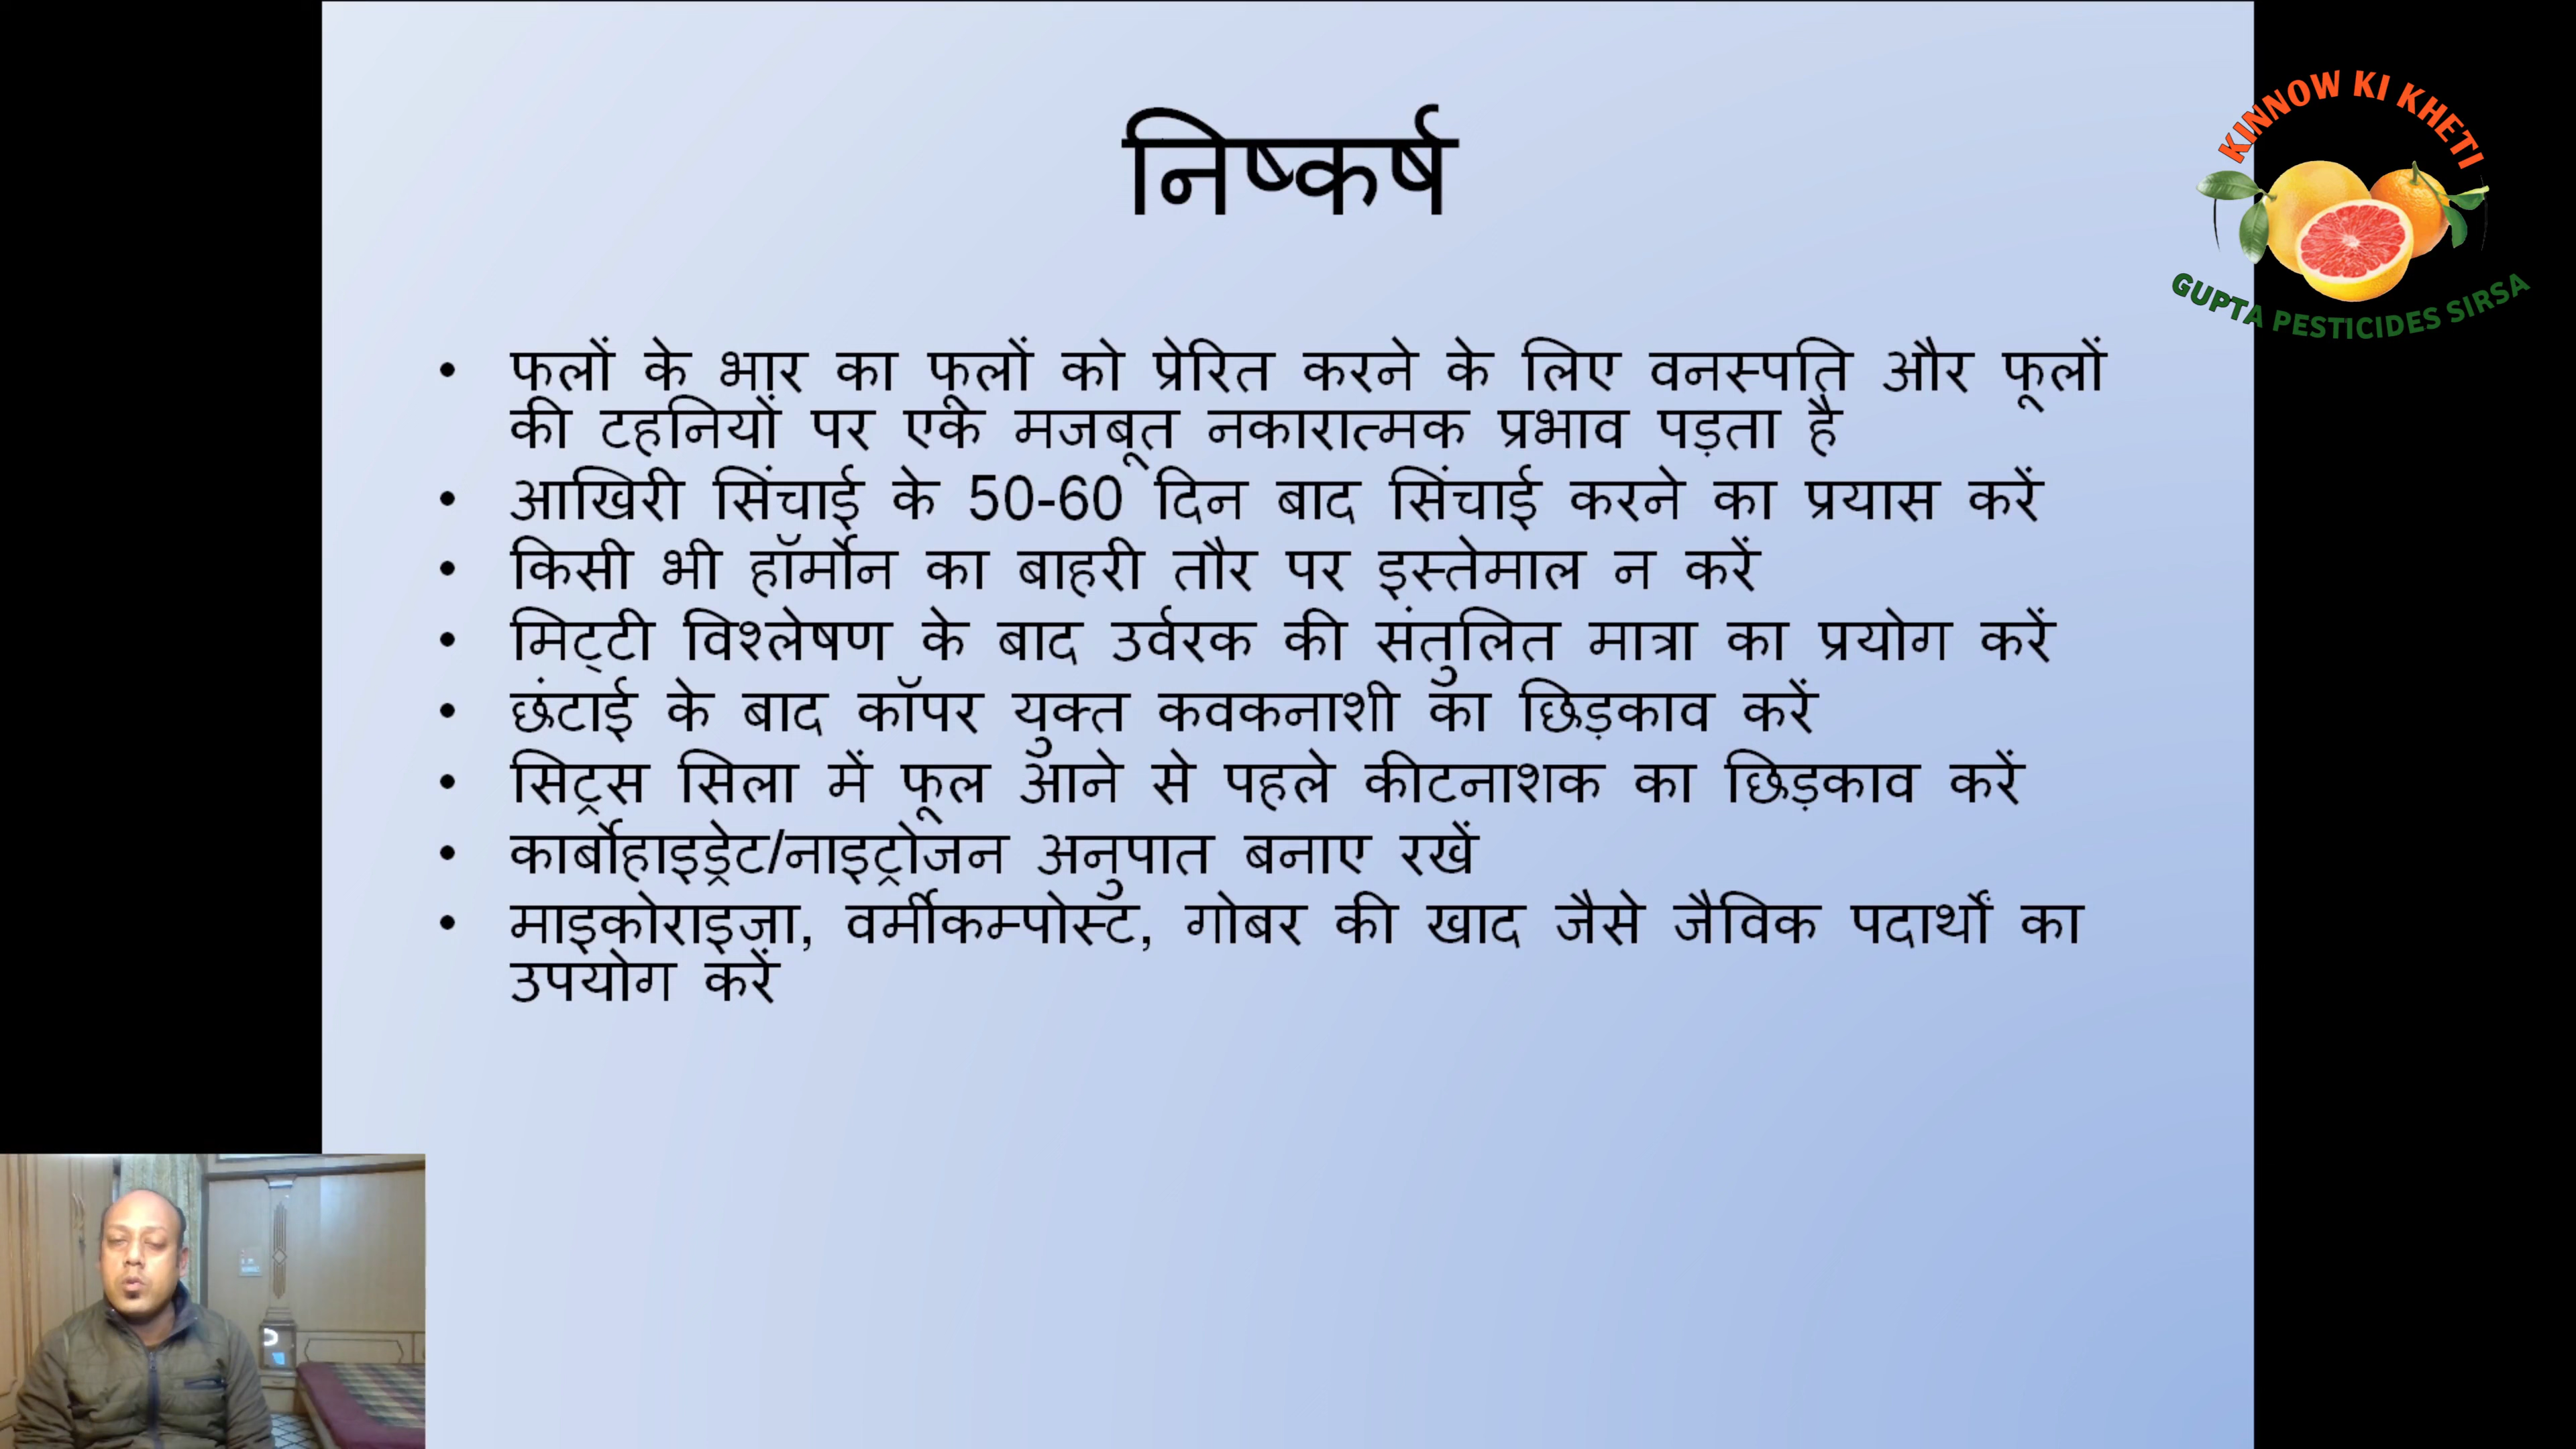 निष्कर्ष
KINNOW KI KHETI
GUPTA PESTICIDES SIRSA
• फलों के भार का फूलों को प्रेरित करने के लिए वनस्पति और फूलों
की टहनियों पर एक मजबूत नकारात्मक प्रभाव पड़ता है
• आखिरी सिंचाई के 50-60 दिन बाद सिंचाई करने का प्रयास करें
• किसी भी हॉर्मोन का बाहरी तौर पर इस्तेमाल न करें
• मिट्टी विश्लेषण के बाद उर्वरक की संतुलित मात्रा का प्रयोग करें
• छंटाई के बाद कॉपर युक्त कवकनाशी का छिड़काव करें
• सिट्रस सिला में फूल आने से पहले कीटनाशक का छिड़काव करें
• कार्बोहाइड्रेट/नाइट्रोजन अनुपात बनाए रखें
• माइकोराइजा, वर्मीकम्पोस्ट, गोबर की खाद जैसे जैविक पदार्थों का
उपयोग करें